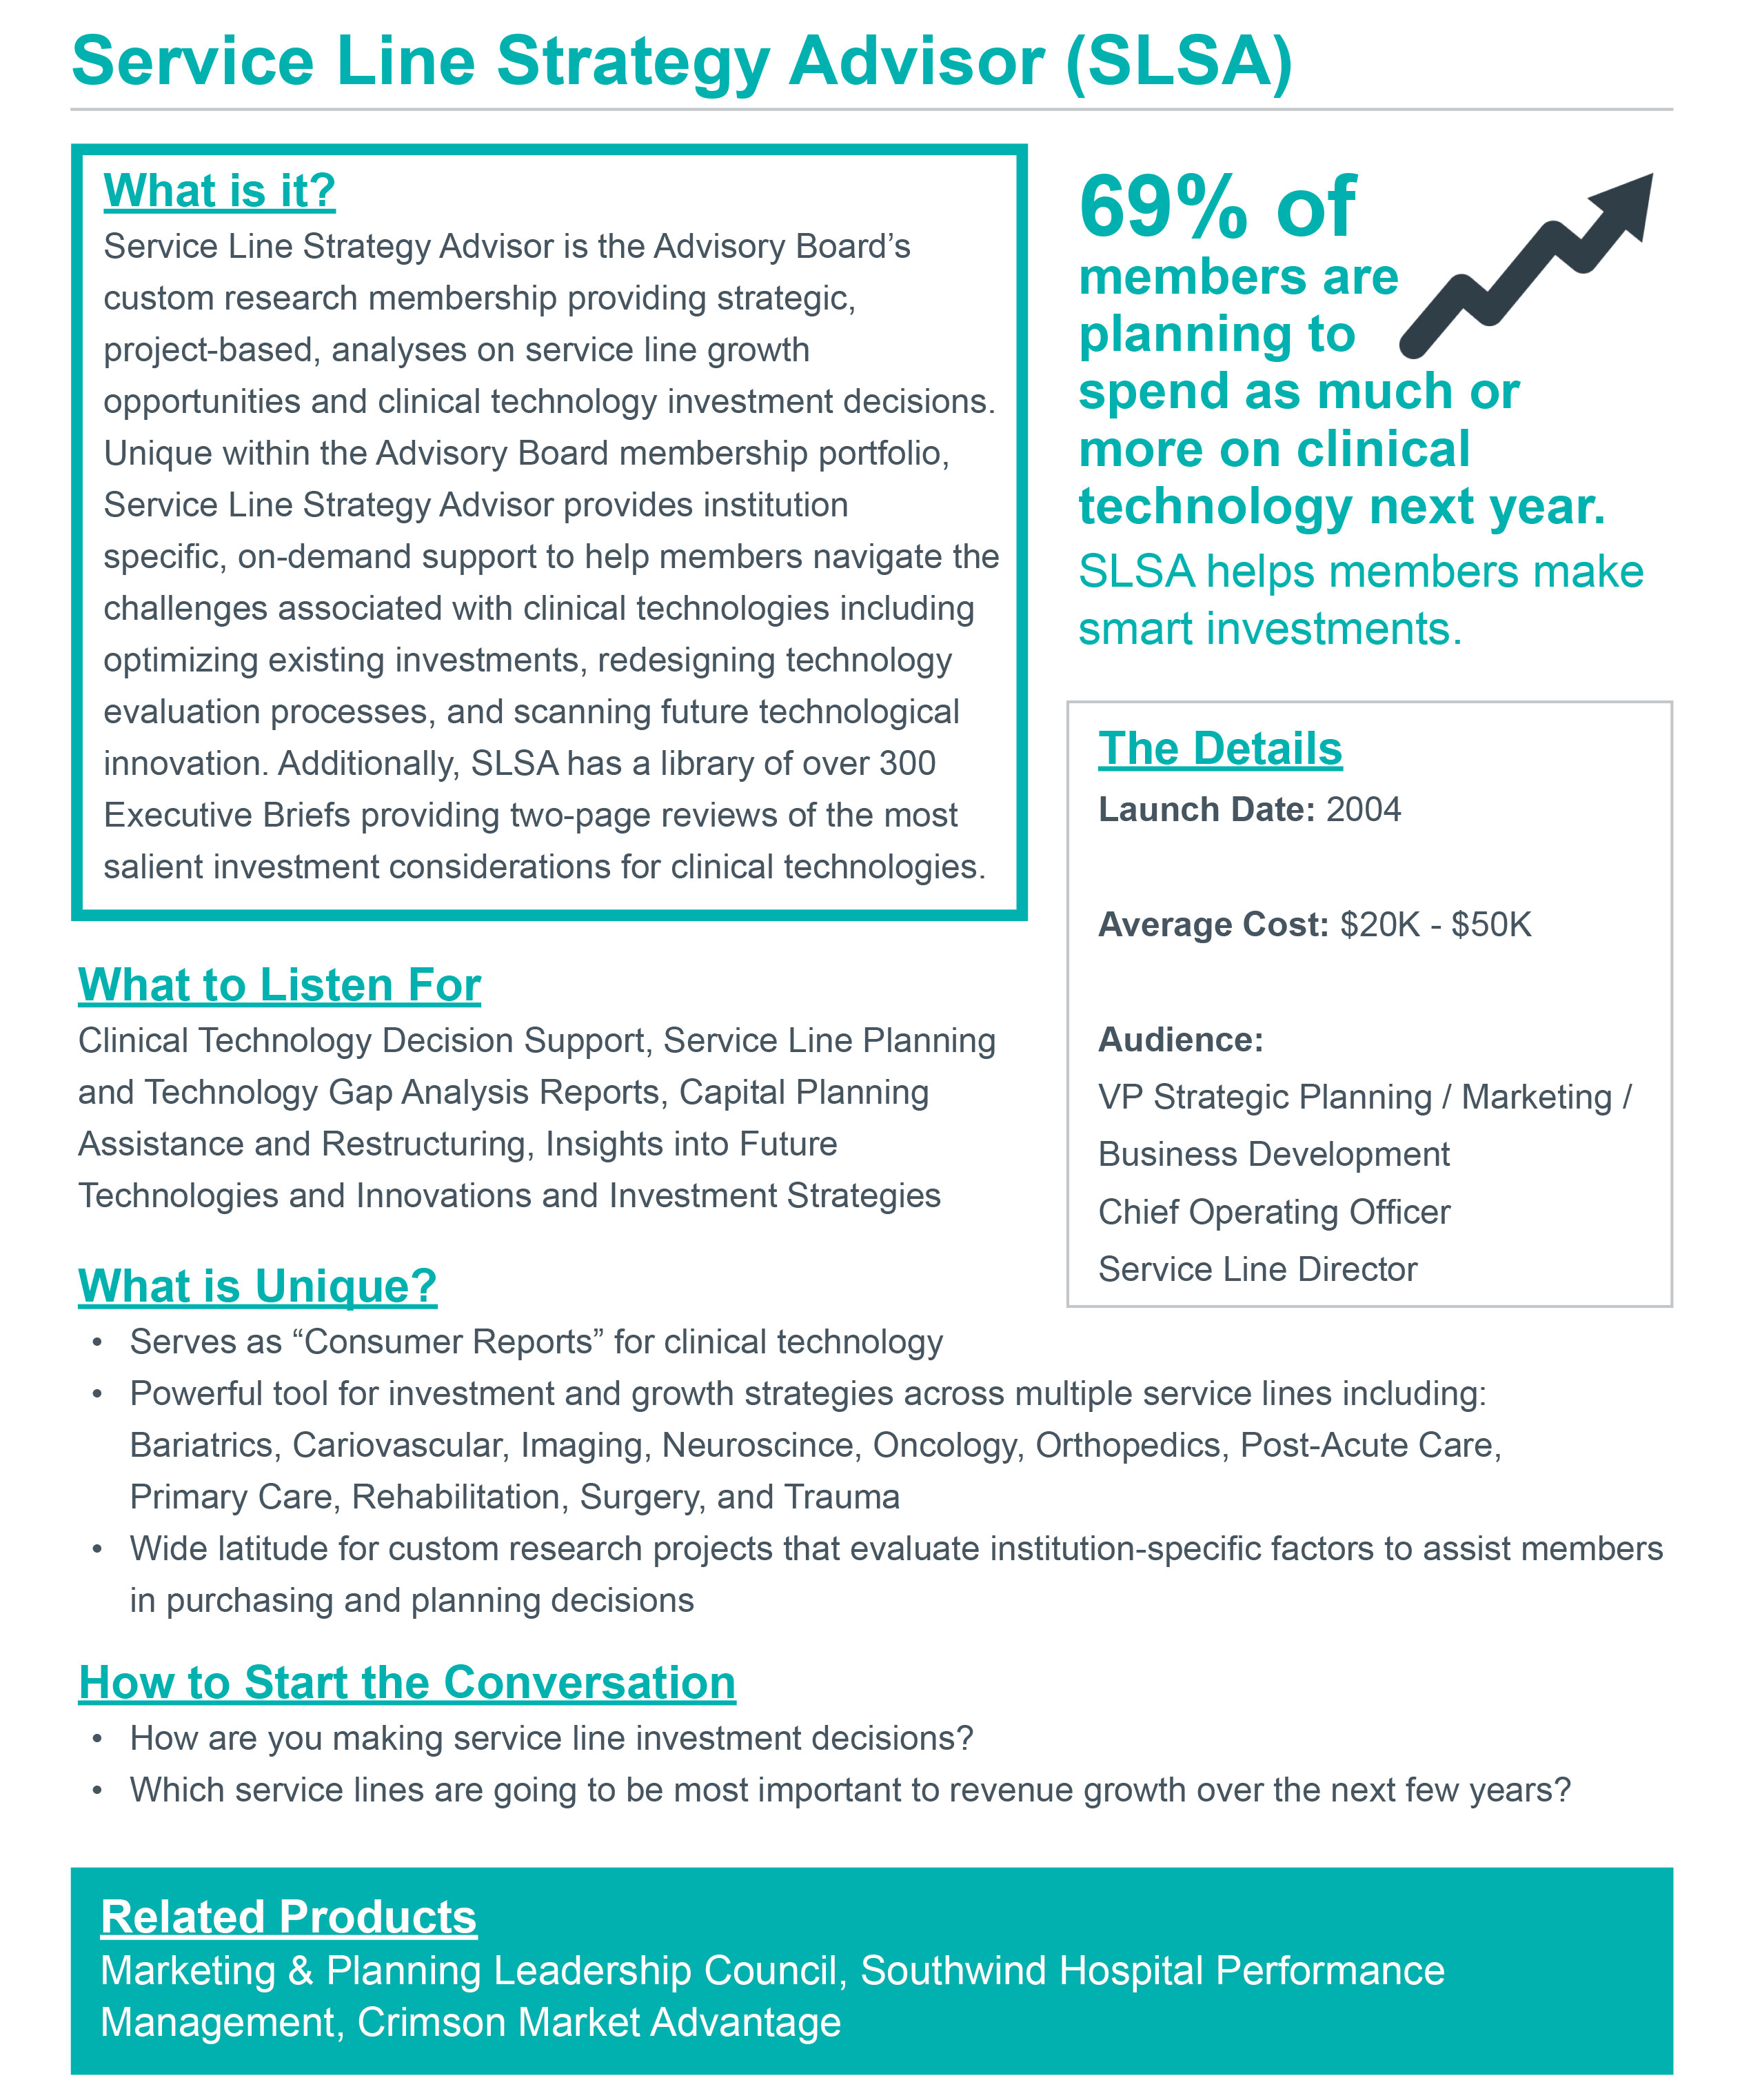 Service Line Strategy Advisor (SLSA)
What is it?
Service Line Strategy Advisor is the Advisory Board’s
custom research membership providing strategic,
project-based, analyses on service line growth
opportunities and clinical technology investment decisions.
Unique within the Advisory Board membership portfolio,
Service Line Strategy Advisor provides institution
specific, on-demand support to help members navigate the
challenges associated with clinical technologies including
optimizing existing investments, redesigning technology
evaluation processes, and scanning future technological
innovation. Additionally, SLSA has a library of over 300
Executive Briefs providing two-page reviews of the most
salient investment considerations for clinical technologies.
69% of
members are
planning to
spend as much or
more on clinical
technology next year.
SLSA helps members make
smart investments.
The Details
Launch Date: 2004
Average Cost: $20K - $50K
Audience:
VP Strategic Planning / Marketing /
Business Development
Chief Operating Officer
Service Line Director
What to Listen For
Clinical Technology Decision Support, Service Line Planning
and Technology Gap Analysis Reports, Capital Planning
Assistance and Restructuring, Insights into Future
Technologies and Innovations and Investment Strategies
What is Unique?
• Serves as “Consumer Reports” for clinical technology
• Powerful tool for investment and growth strategies across multiple service lines including:
Bariatrics, Cariovascular, Imaging, Neuroscince, Oncology, Orthopedics, Post-Acute Care,
Primary Care, Rehabilitation, Surgery, and Trauma
• Wide latitude for custom research projects that evaluate institution-specific factors to assist members
in purchasing and planning decisions
How to Start the Conversation
• How are you making service line investment decisions?
• Which service lines are going to be most important to revenue growth over the next few years?
Related Products
Marketing & Planning Leadership Council, Southwind Hospital Performance
Management, Crimson Market Advantage